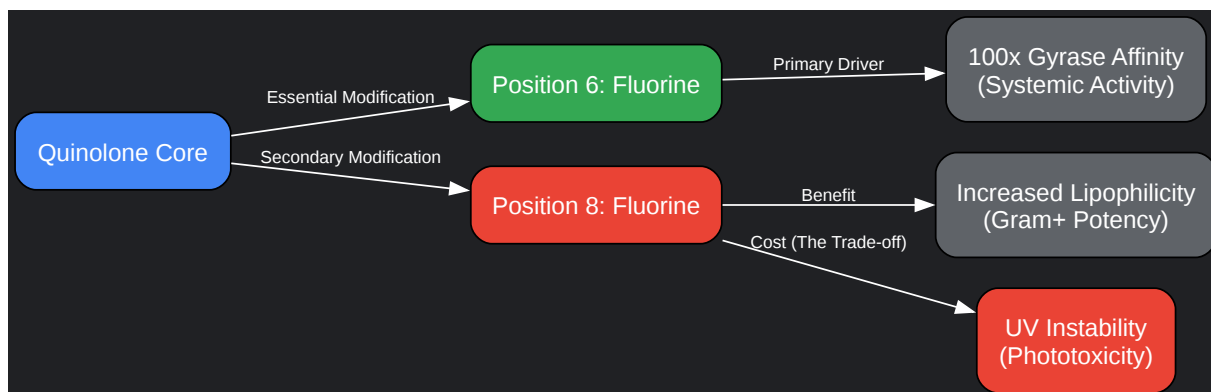 Quinolone Core
Essential Modification
Secondary Modification
Position 6: Fluorine
Position 8: Fluorine
Primary Driver
Benefit
Cost (The Trade-off)
100x Gyrase Affinity
(Systemic Activity)
Increased Lipophilicity
(Gram+ Potency)
UV Instability
(Phototoxicity)